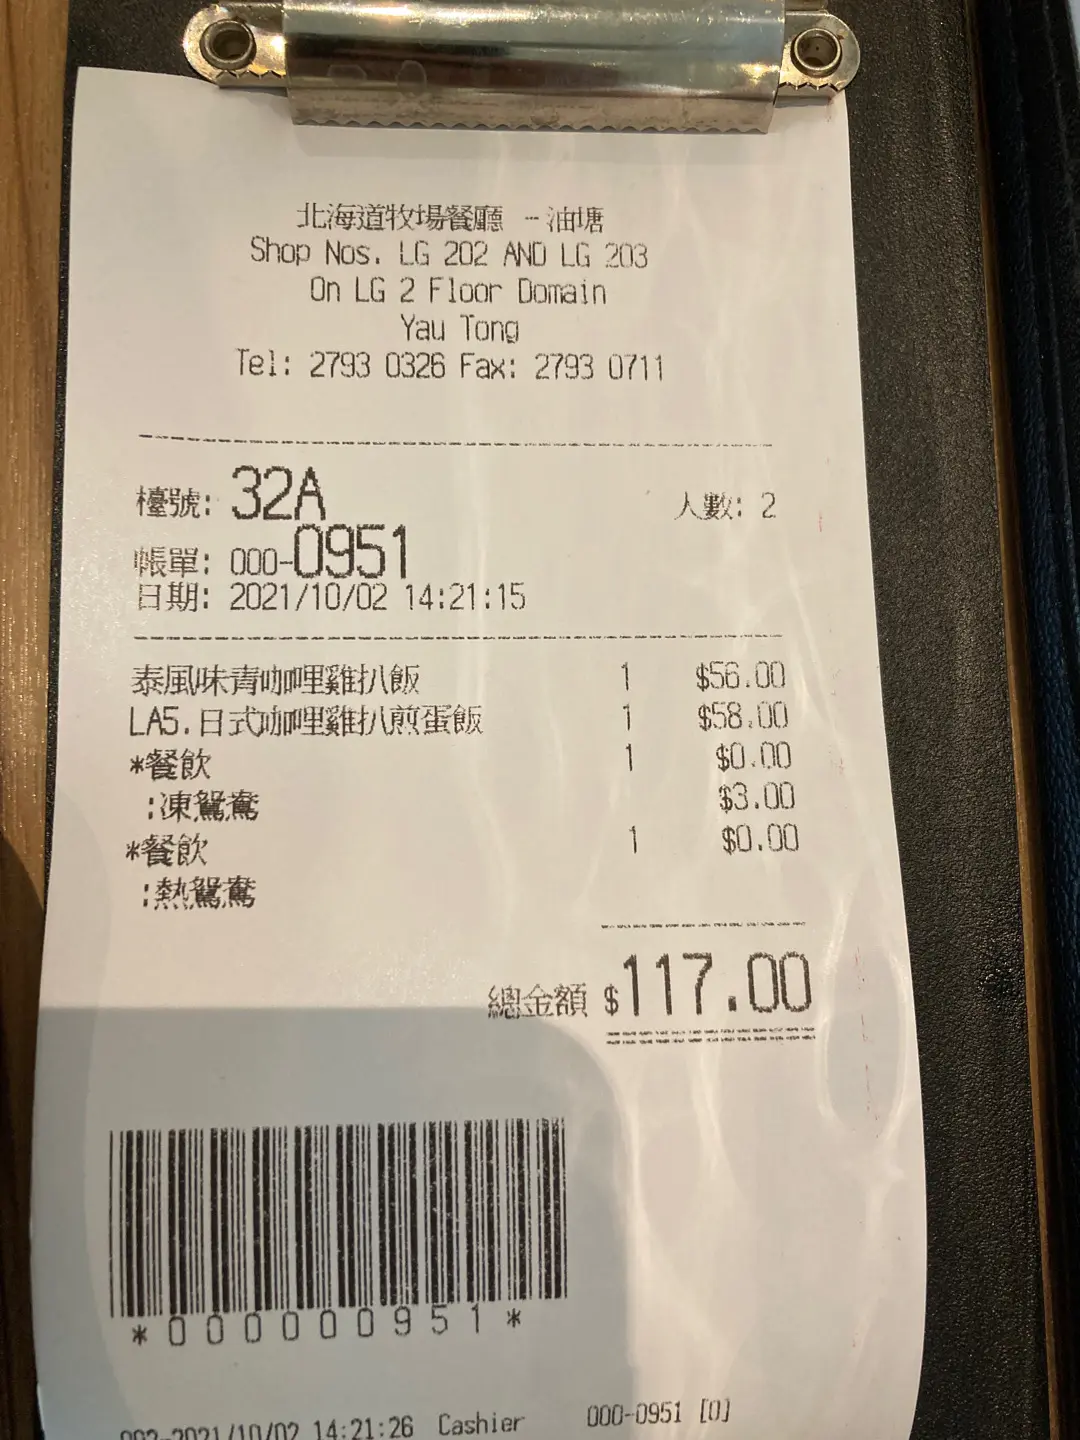 北海道牧場餐廳 -油塘
Shop Nos. LG 202 AND LG 203
On LG 2 Floor Domain
Yau Tong
Tel: 2793 0326 Fax: 2793 0711
檯號: 32A 人數: 2
帳單: 000-0951
日期: 2021/10/02 14:21:15
泰風味青咖哩雞扒飯 1 $56.00
LA5.日式咖哩雞扒煎蛋飯 1 $58.00
*餐飲 1 $0.00
:凍鴛鴦 $3.00
*餐飲 1 $0.00
:熱鴛鴦
總金額 $117.00
*000000951*
002-2021/10/02 14:21:26 Cashier 000-0951 [0]